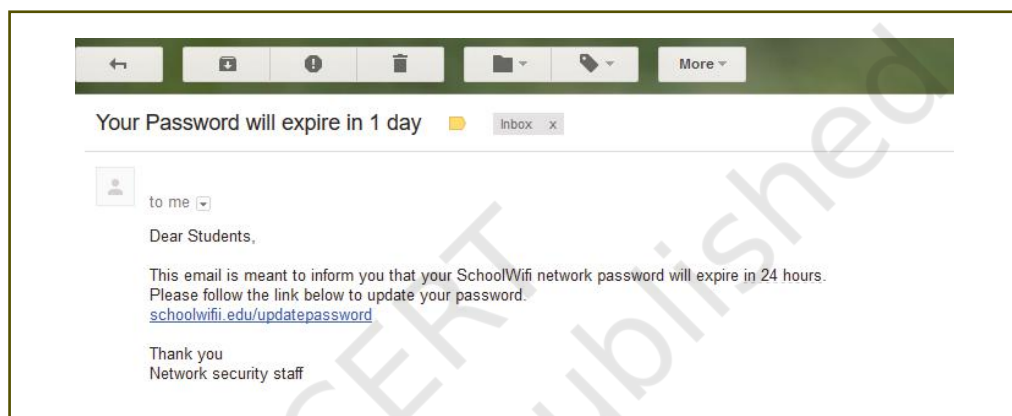 More
Your Password will expire in 1 day
Inbox x
to me
Dear Students,
This email is meant to inform you that your SchoolWifi network password will expire in 24 hours.
Please follow the link below to update your password.
schoolwifii.edu/updatepassword
Thank you
Network security staff